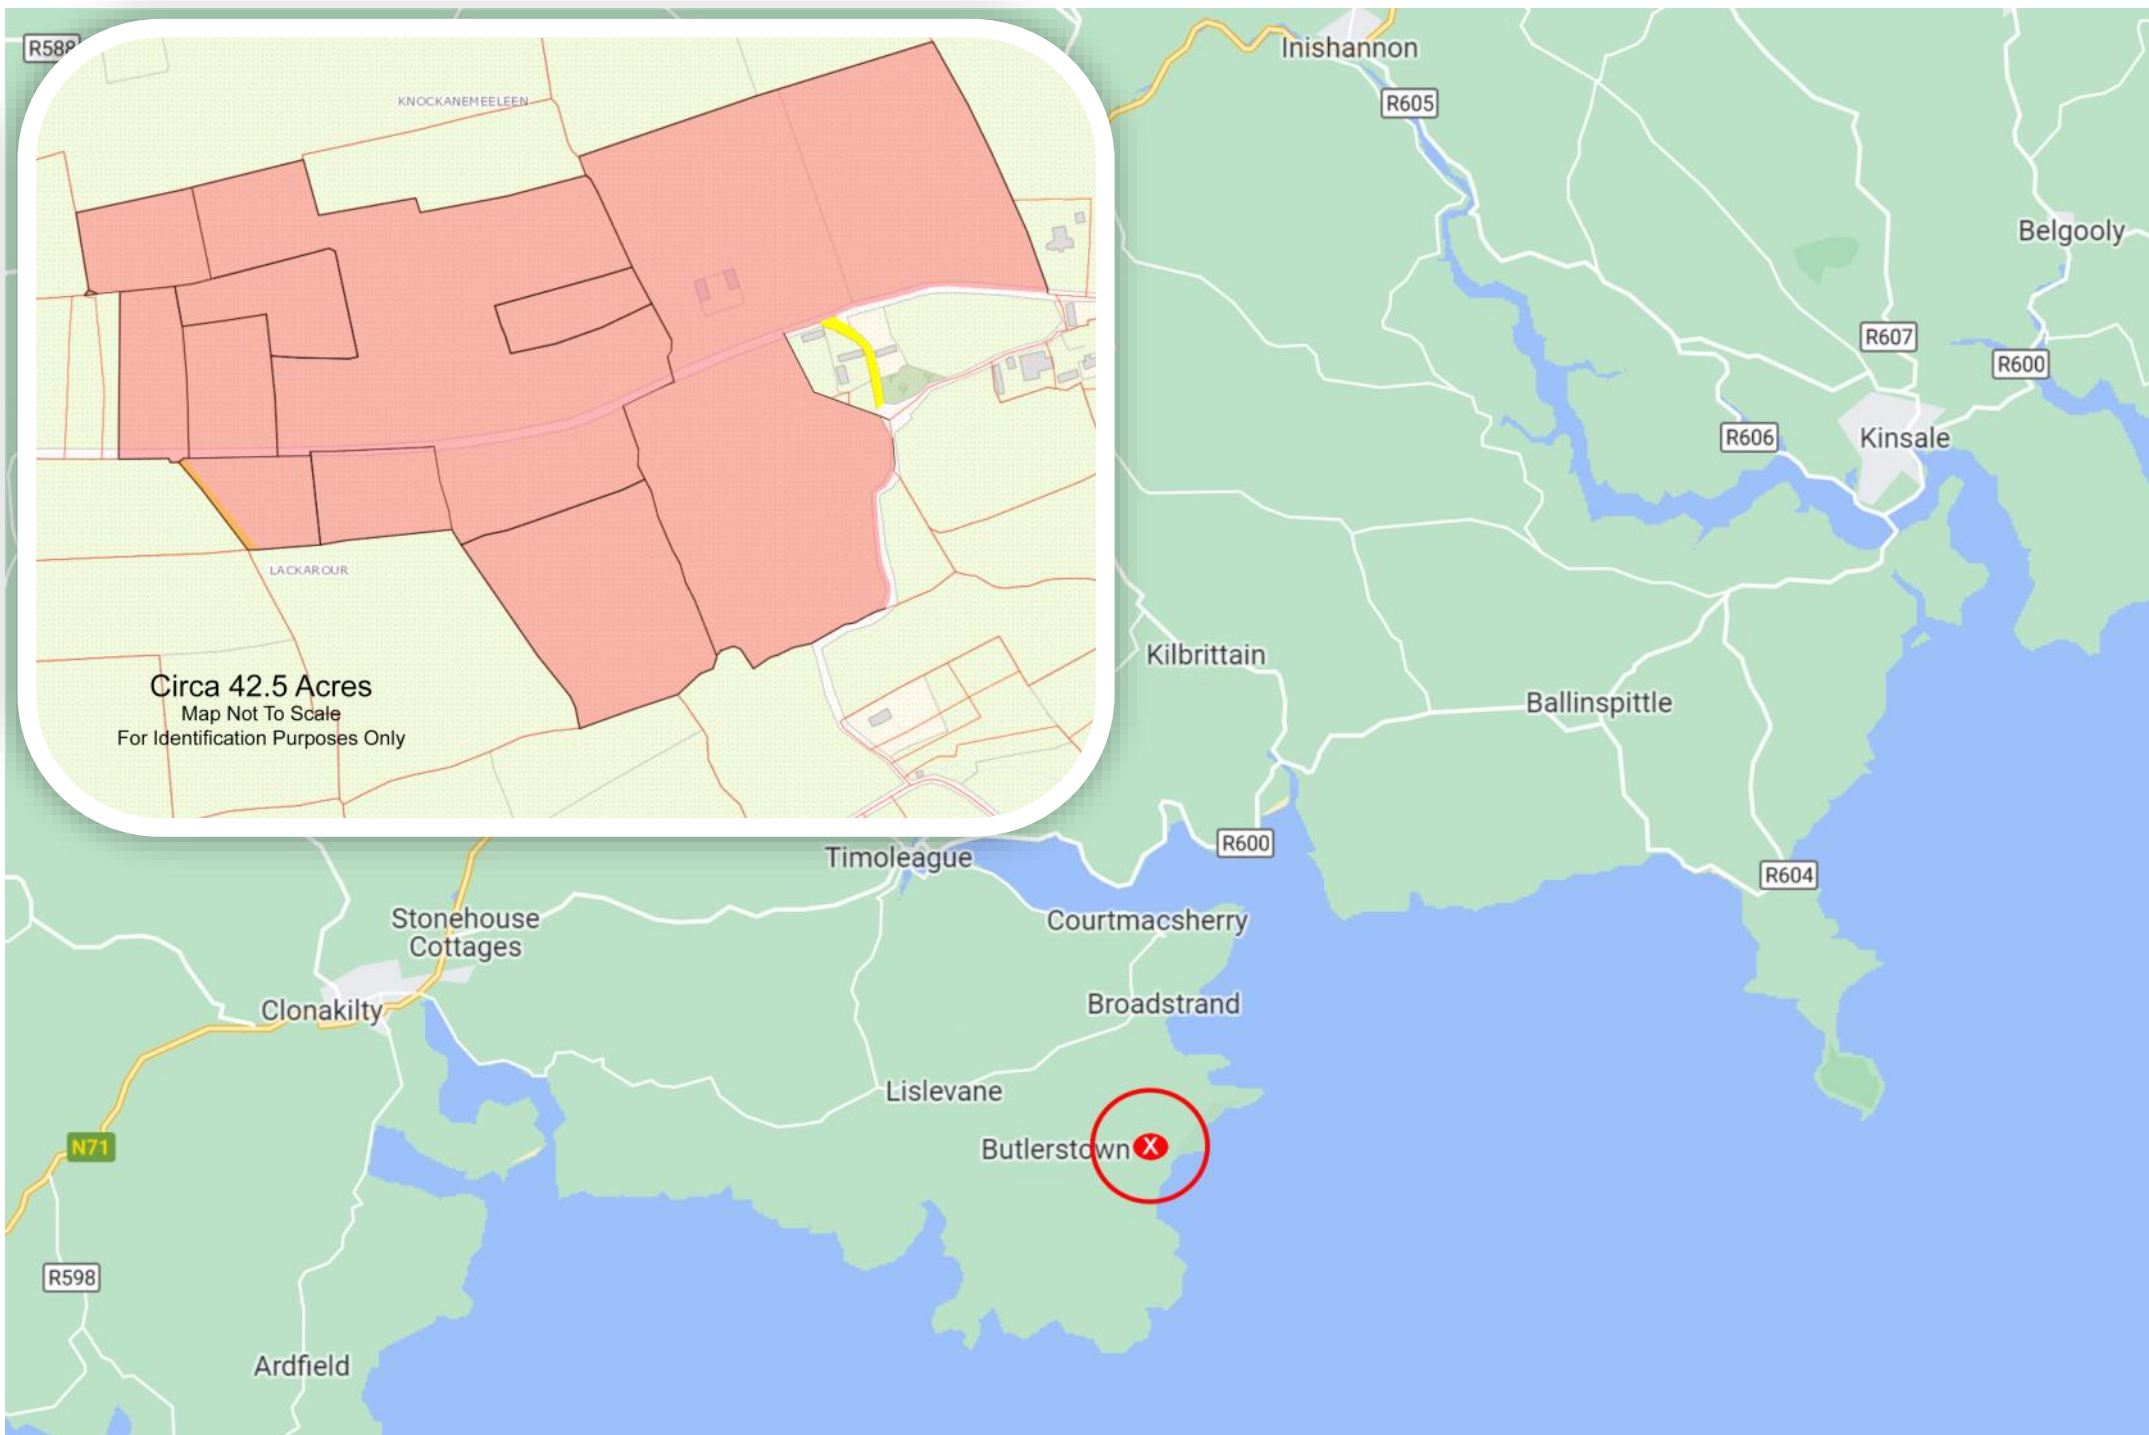 R588
KNOCKANEMEELEEN
LACKAROUR
Circa 42.5 Acres
Map Not To Scale
For Identification Purposes Only
Inishannon
R605
Belgooly
R607
R600
R606
Kinsale
Kilbrittain
Ballinspittle
R600
R604
Timoleague
Courtmacsherry
Stonehouse
Cottages
Clonakilty
Broadstrand
Lislevane
Butlerstown
X
N71
R598
Ardfield